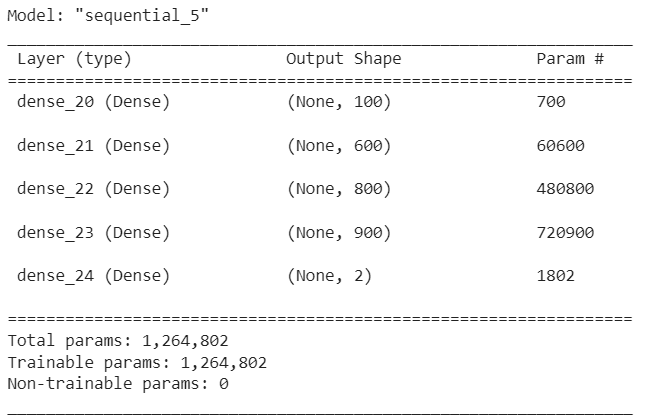 Model: "sequential_5"
_________________________________________________________________
Layer (type) Output Shape Param #
=================================================================
dense_20 (Dense) (None, 100) 700
dense_21 (Dense) (None, 600) 60600
dense_22 (Dense) (None, 800) 480800
dense_23 (Dense) (None, 900) 720900
dense_24 (Dense) (None, 2) 1802
=================================================================
Total params: 1,264,802
Trainable params: 1,264,802
Non-trainable params: 0
_________________________________________________________________